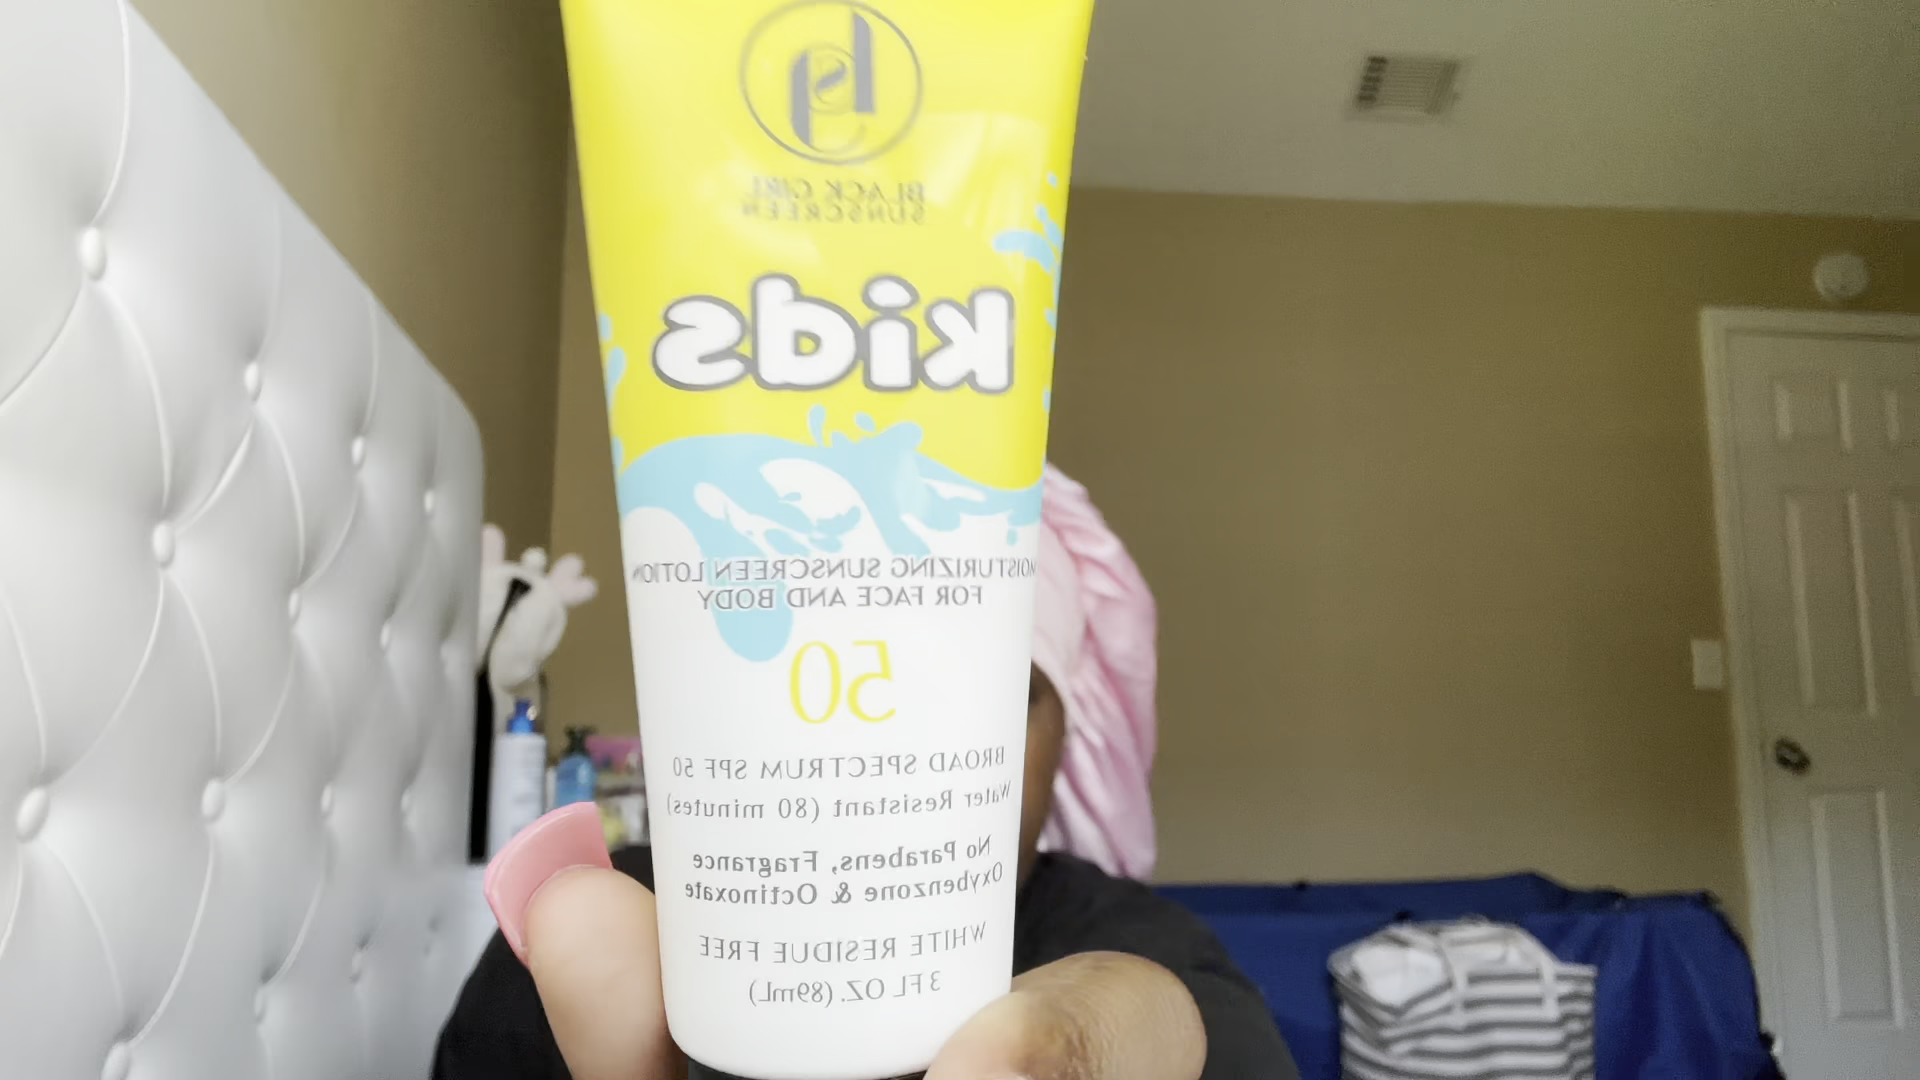 BLACK GIRL
SUNSCREEN
kids
MOISTURIZING SUNSCREEN LOTION
FOR FACE AND BODY
50
BROAD SPECTRUM SPF 50
Water Resistant (80 minutes)
No Parabens, Fragrance
Oxybenzone & Octinoxate
WHITE RESIDUE FREE
3 FL OZ. (89mL)